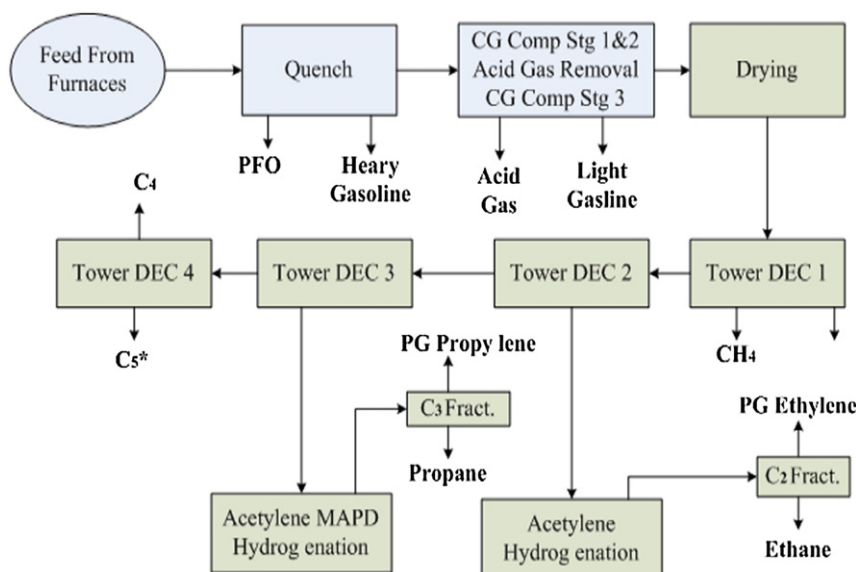 Feed From
Furnaces
Quench
CG Comp Stg 1&2
Acid Gas Removal
CG Comp Stg 3
Drying
PFO
Heary
Gasoline
Acid
Gas
Light
Gasline
C4
Tower DEC 4
Tower DEC 3
Tower DEC 2
Tower DEC 1
C5*
CH4
PG Propy lene
C3 Fract.
Propane
PG Ethylene
C2 Fract.
Ethane
Acetylene MAPD
Hydrog enation
Acetylene
Hydrog enation